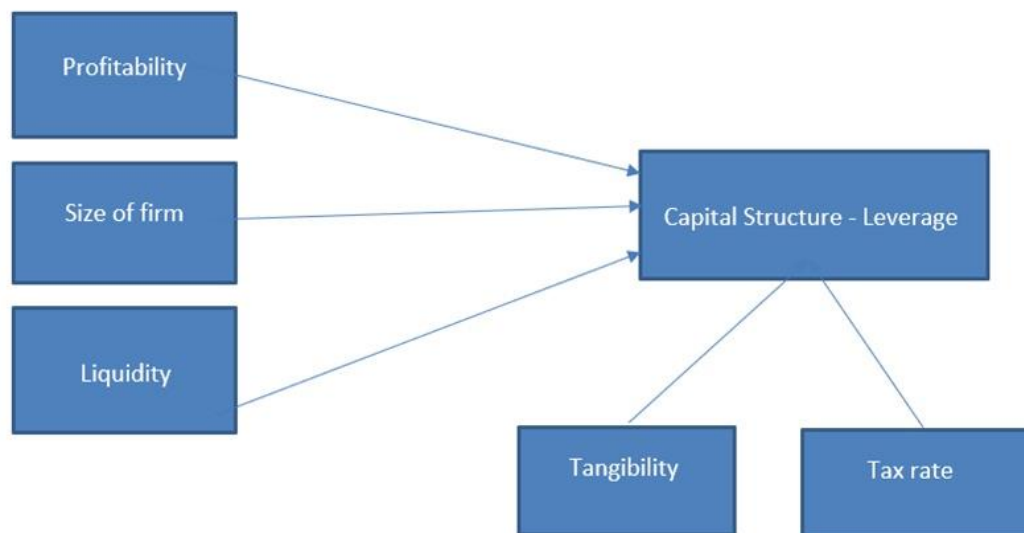 Profitability
Size of firm
Capital Structure - Leverage
Liquidity
Tangibility
Tax rate